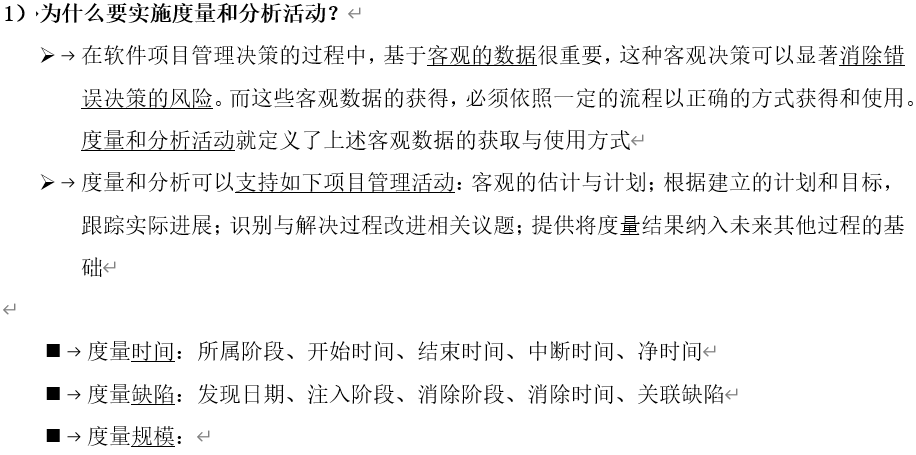 1）为什么要实施度量和分析活动？
在软件项目管理决策的过程中，基于客观的数据很重要，这种客观决策可以显著消除错
误决策的风险。而这些客观数据的获得，必须依照一定的流程以正确的方式获得和使用。
度量和分析活动就定义了上述客观数据的获取与使用方式
度量和分析可以支持如下项目管理活动：客观的估计与计划；根据建立的计划和目标，
跟踪实际进展；识别与解决过程改进相关议题；提供将度量结果纳入未来其他过程的基
础
度量时间：所属阶段、开始时间、结束时间、中断时间、净时间
度量缺陷：发现日期、注入阶段、消除阶段、消除时间、关联缺陷
度量规模：